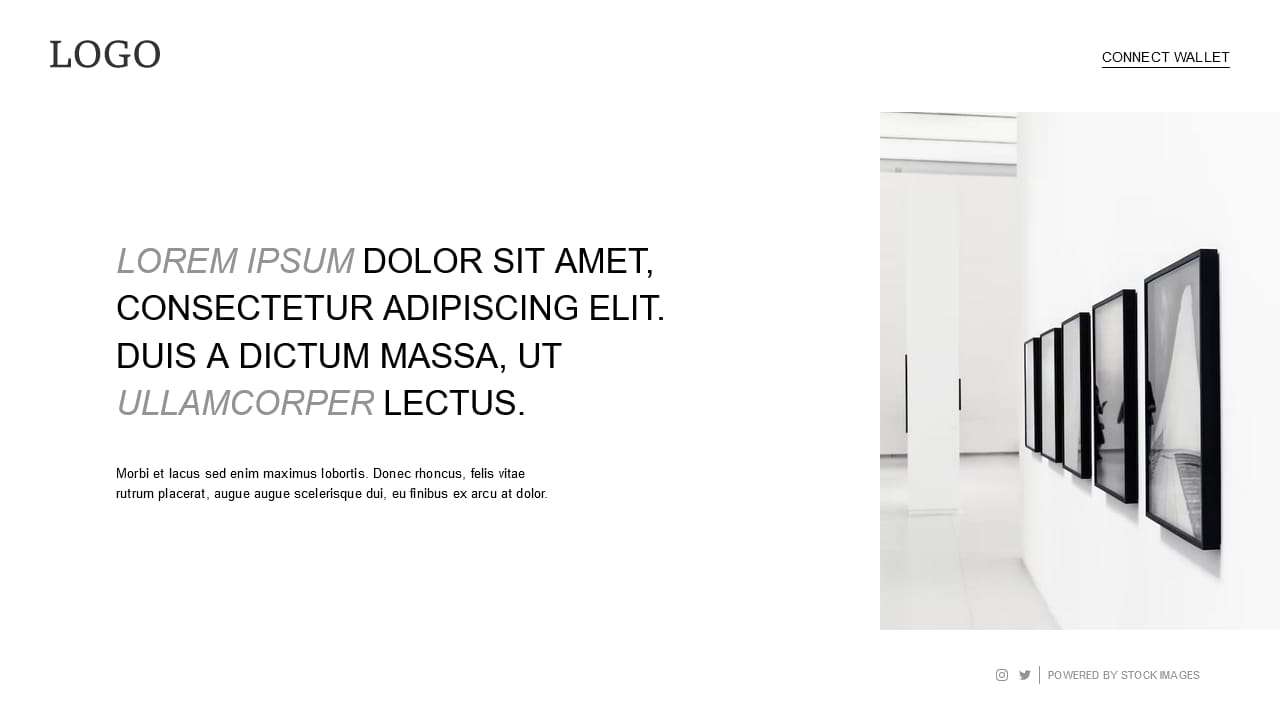 LOGO
CONNECT WALLET
LOREM IPSUM DOLOR SIT AMET,
CONSECTETUR ADIPISCING ELIT.
DUIS A DICTUM MASSA, UT
ULLAMCORPER LECTUS.
Morbi et lacus sed enim maximus lobortis. Donec rhoncus, felis vitae
rutrum placerat, augue augue scelerisque dui, eu finibus ex arcu at dolor.
POWERED BY STOCK IMAGES